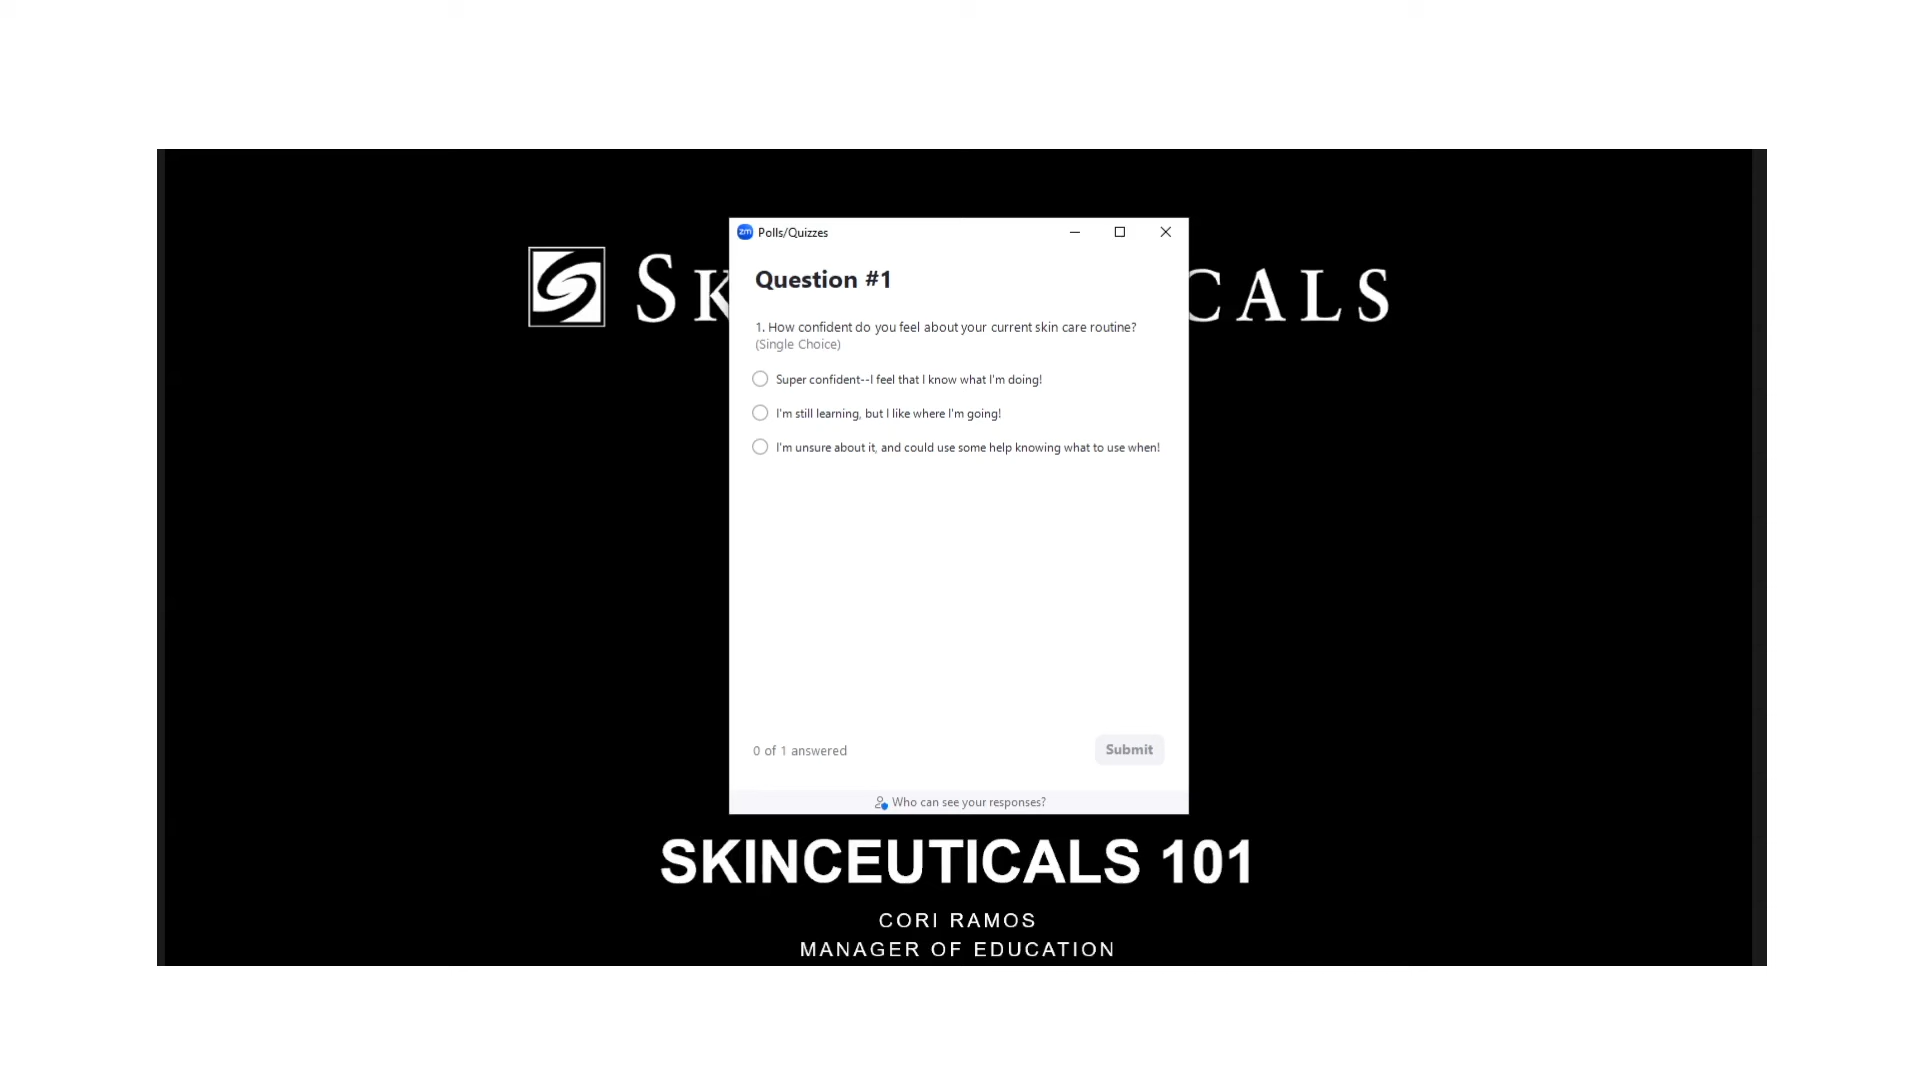 zm Polls/Quizzes
SK CALS
Question #1
1. How confident do you feel about your current skin care routine?
(Single Choice)
Super confident--I feel that I know what I'm doing!
I'm still learning, but I like where I'm going!
I'm unsure about it, and could use some help knowing what to use when!
0 of 1 answered
Submit
Who can see your responses?
SKINCEUTICALS 101
CORI RAMOS
MANAGER OF EDUCATION